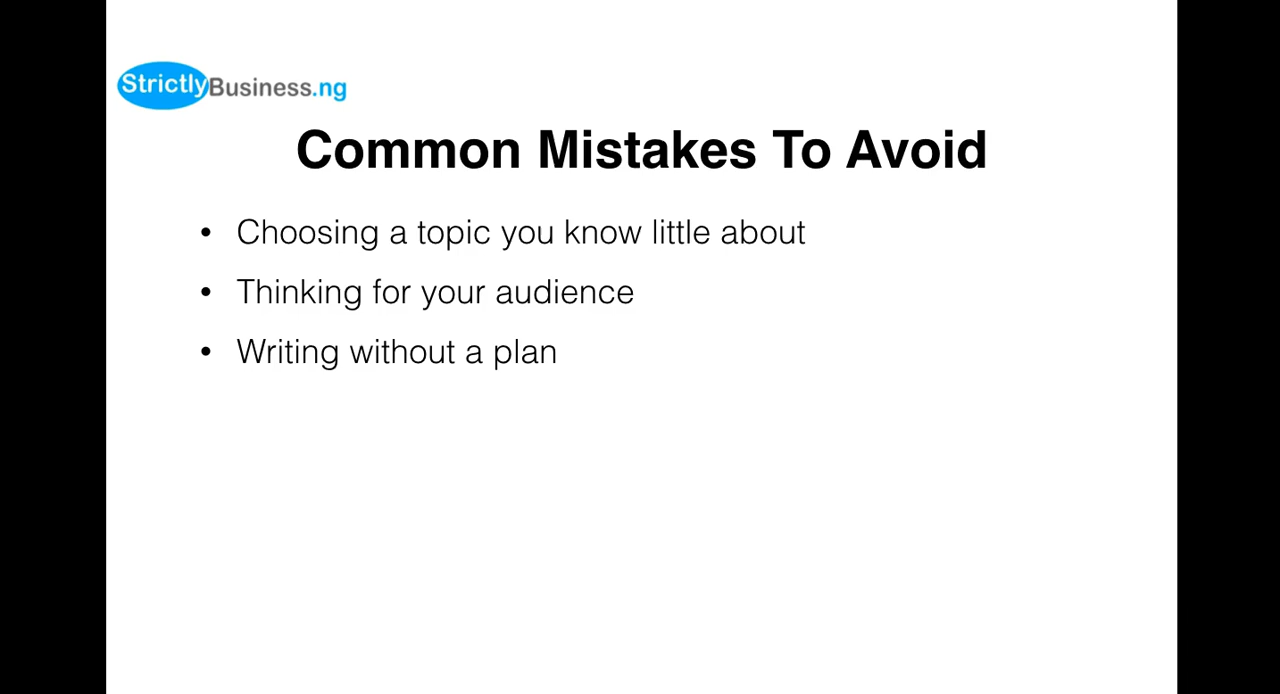 StrictlyBusiness.ng
Common Mistakes To Avoid
• Choosing a topic you know little about
• Thinking for your audience
• Writing without a plan